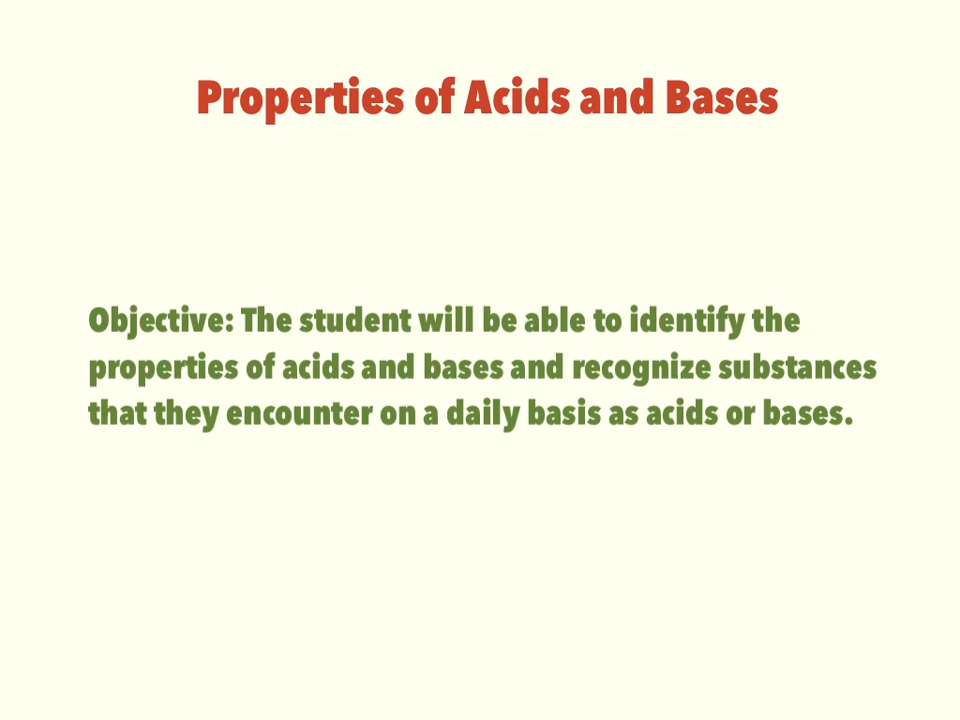 Properties of Acids and Bases
Objective: The student will be able to identify the
properties of acids and bases and recognize substances
that they encounter on a daily basis as acids or bases.